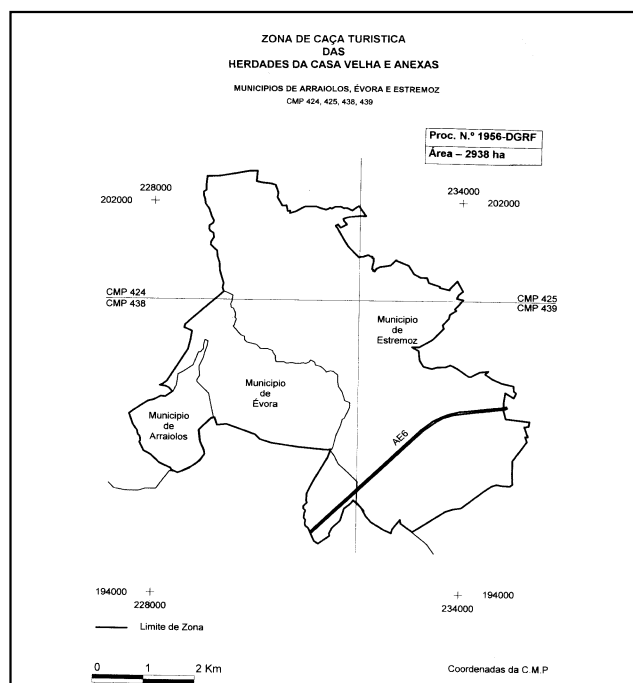 ZONA DE CAÇA TURISTICA
DAS
HERDADES DA CASA VELHA E ANEXAS
MUNICIPIOS DE ARRAIOLOS, ÉVORA E ESTREMOZ
CMP 424, 425, 438, 439
Proc. N.º 1956-DGRF
Área – 2938 ha
228000
202000
234000
202000
CMP 424
CMP 438
CMP 425
CMP 439
Municipio
de
Estremoz
Municipio
de
Évora
Municipio
de
Arraiolos
AE6
194000
228000
194000
234000
Limite de Zona
0 1 2 Km
Coordenadas da C.M.P